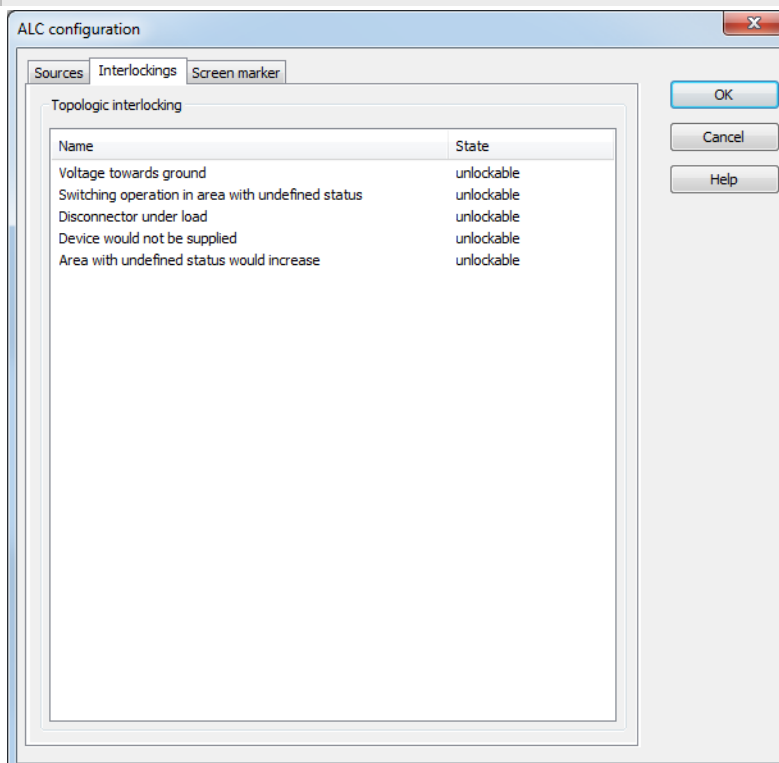 ALC configuration
Sources Interlockings Screen marker
Topologic interlocking
Name State
Voltage towards ground unlockable
Switching operation in area with undefined status unlockable
Disconnector under load unlockable
Device would not be supplied unlockable
Area with undefined status would increase unlockable
OK
Cancel
Help